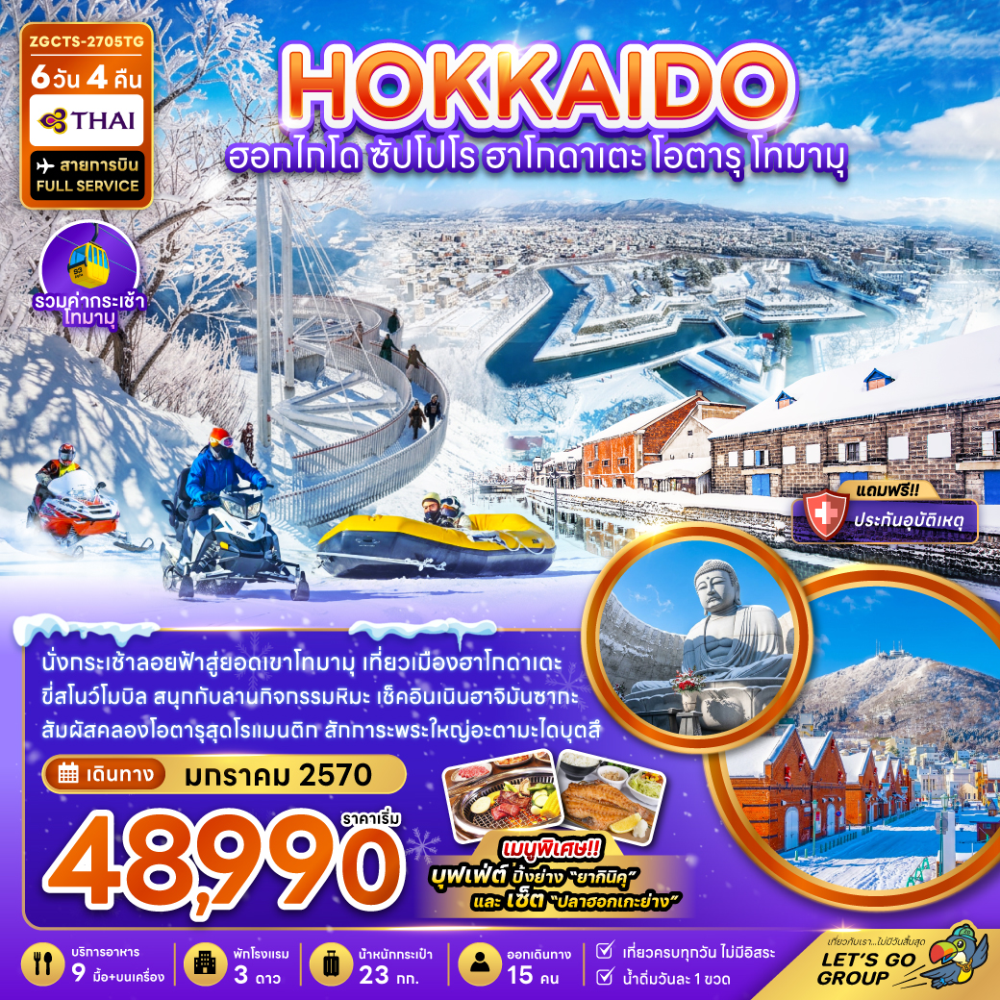 ZGCTS-2705TG
6 วัน 4 คืน
THAI
สายการบิน
FULL SERVICE
HOKKAIDO
ฮอกไกโด ซัปโปโร ฮาโกดาเตะ โอตารุ โทมามุ
รวมค่ากระเช้า
โทมามุ
แถมฟรี!!
ประกันอุบัติเหตุ
นั่งกระเช้าลอยฟ้าสู่ยอดเขาโทมามุ เที่ยวเมืองฮาโกดาเตะ
ขี่สโนว์โมบิล สนุกกับลานกิจกรรมหิมะ เช็คอินเนินฮาจิมันซากะ
สัมผัสคลองโอตารุสุดโรแมนติก สักการะพระใหญ่อะตามะไดบุตสึ
เดินทาง มกราคม 2570
ราคาเริ่ม
48,990
เมนูพิเศษ!!
บุฟเฟ่ต์ ปิ้งย่าง "ยากินิคุ"
และ เซ็ต "ปลาฮอกเกะย่าง"
บริการอาหาร
9 มื้อ+บนเครื่อง
พักโรงแรม
3 ดาว
น้ำหนักกระเป๋า
23 กก.
ออกเดินทาง
15 คน
เที่ยวครบทุกวัน ไม่มีอิสระ
น้ำดื่มวันละ 1 ขวด
เที่ยวกับเรา...ไม่มีวันสิ้นสุด
LET'S GO
GROUP